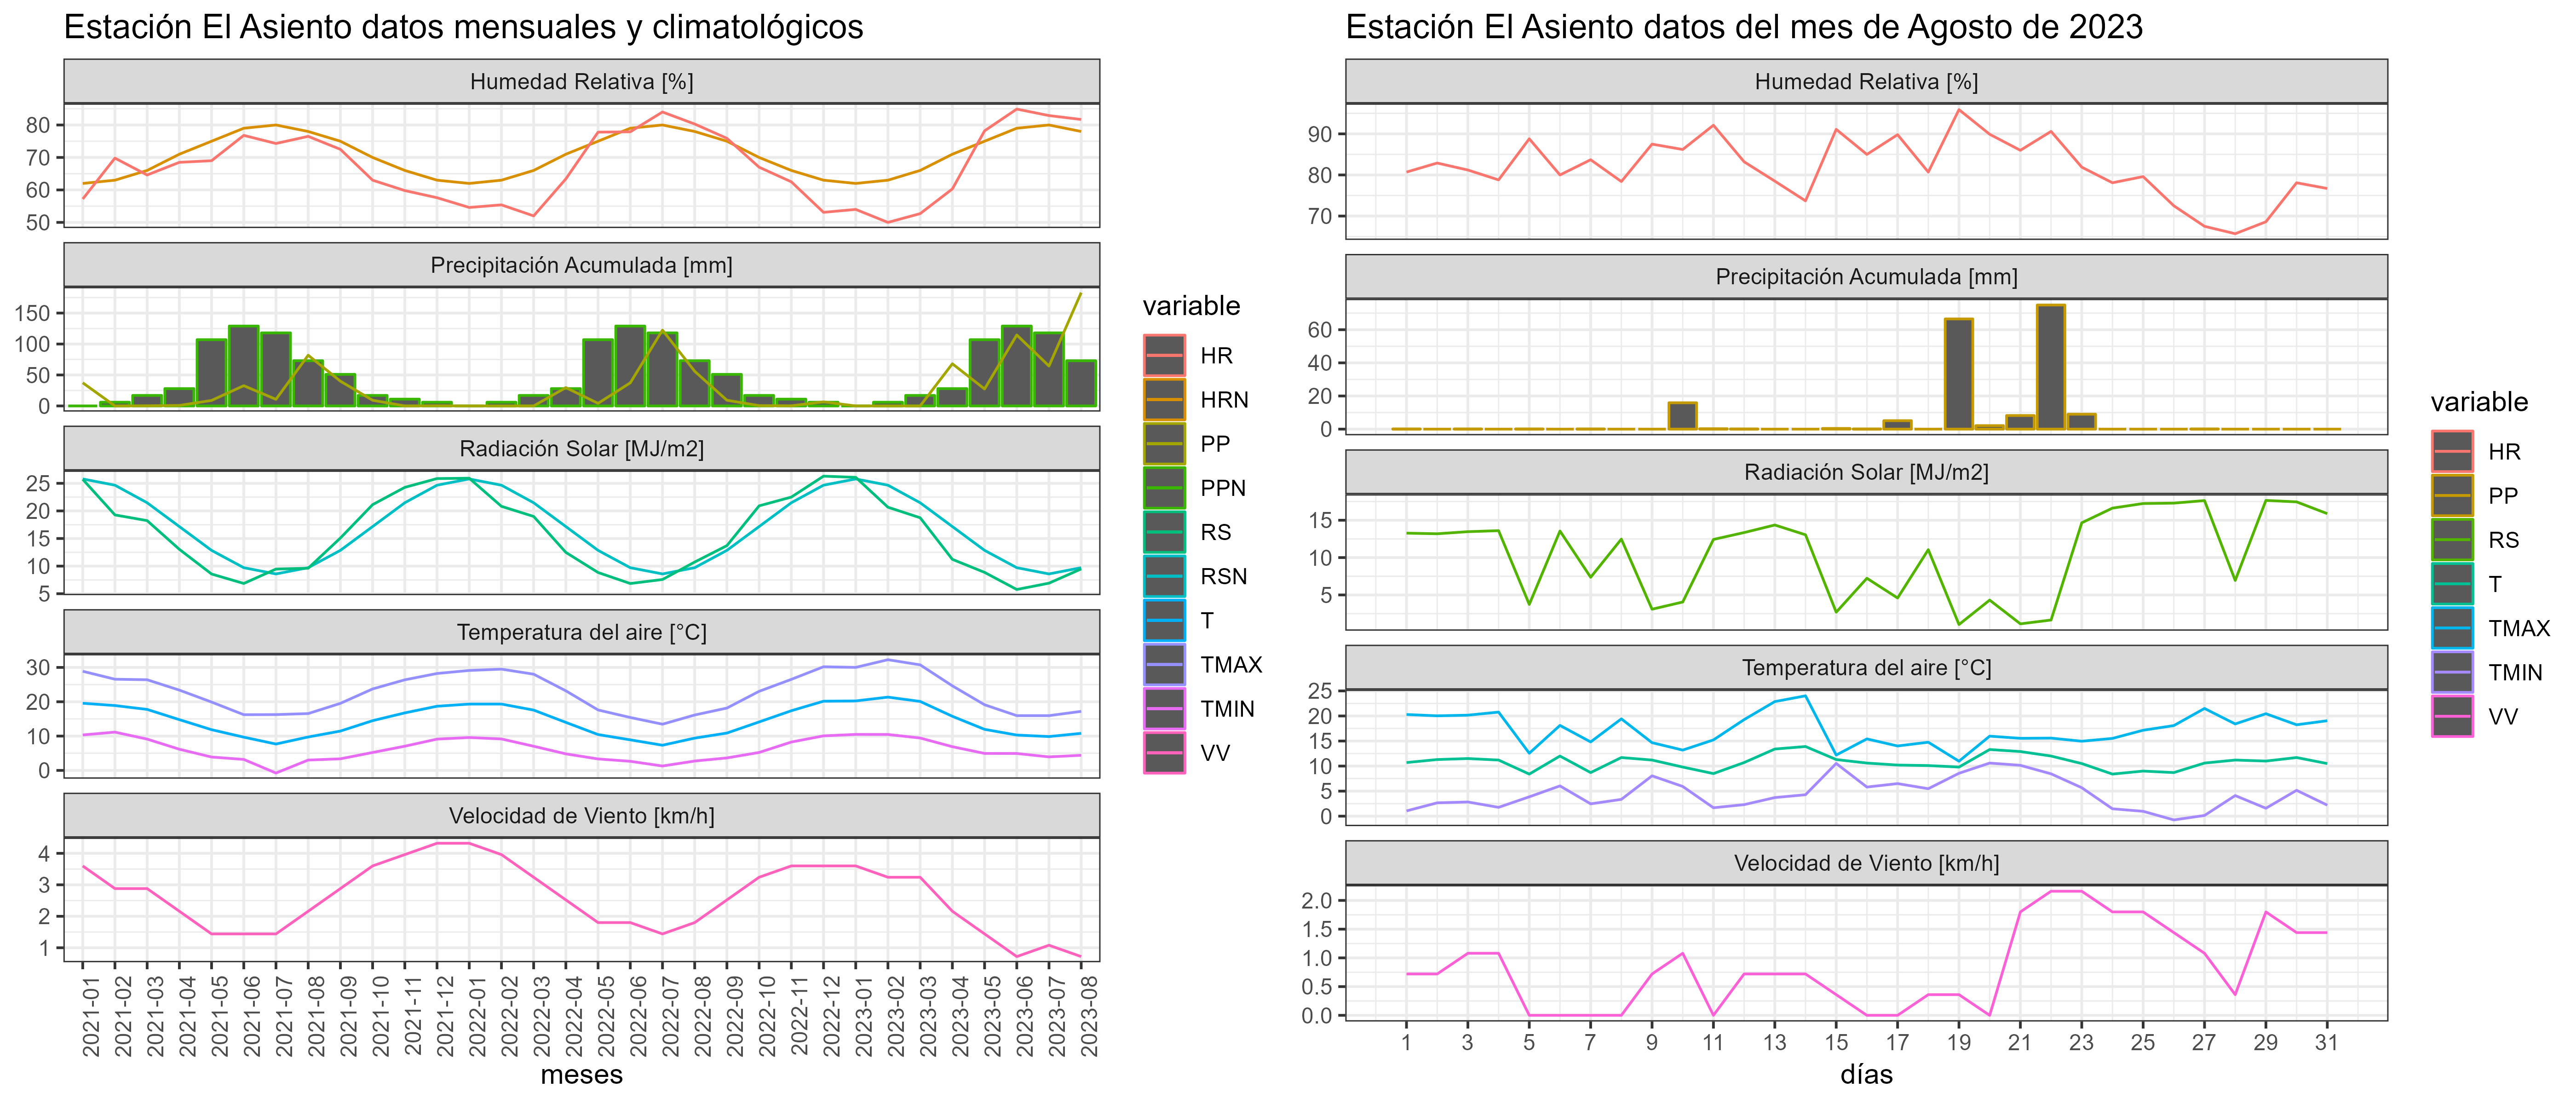 Estación El Asiento datos mensuales y climatológicos
Humedad Relativa [%]
80
70
60
50
Precipitación Acumulada [mm]
150
100
50
0
Radiación Solar [MJ/m2]
25
20
15
10
5
Temperatura del aire [°C]
30
20
10
0
Velocidad de Viento [km/h]
4
3
2
1
2021-01
2021-02
2021-03
2021-04
2021-05
2021-06
2021-07
2021-08
2021-09
2021-10
2021-11
2021-12
2022-01
2022-02
2022-03
2022-04
2022-05
2022-06
2022-07
2022-08
2022-09
2022-10
2022-11
2022-12
2023-01
2023-02
2023-03
2023-04
2023-05
2023-06
2023-07
2023-08
meses
variable
HR
HRN
PP
PPN
RS
RSN
T
TMAX
TMIN
VV
Estación El Asiento datos del mes de Agosto de 2023
Humedad Relativa [%]
90
80
70
Precipitación Acumulada [mm]
60
40
20
0
Radiación Solar [MJ/m2]
15
10
5
Temperatura del aire [°C]
25
20
15
10
5
0
Velocidad de Viento [km/h]
2.0
1.5
1.0
0.5
0.0
1 3 5 7 9 11 13 15 17 19 21 23 25 27 29 31
días
variable
HR
PP
RS
T
TMAX
TMIN
VV